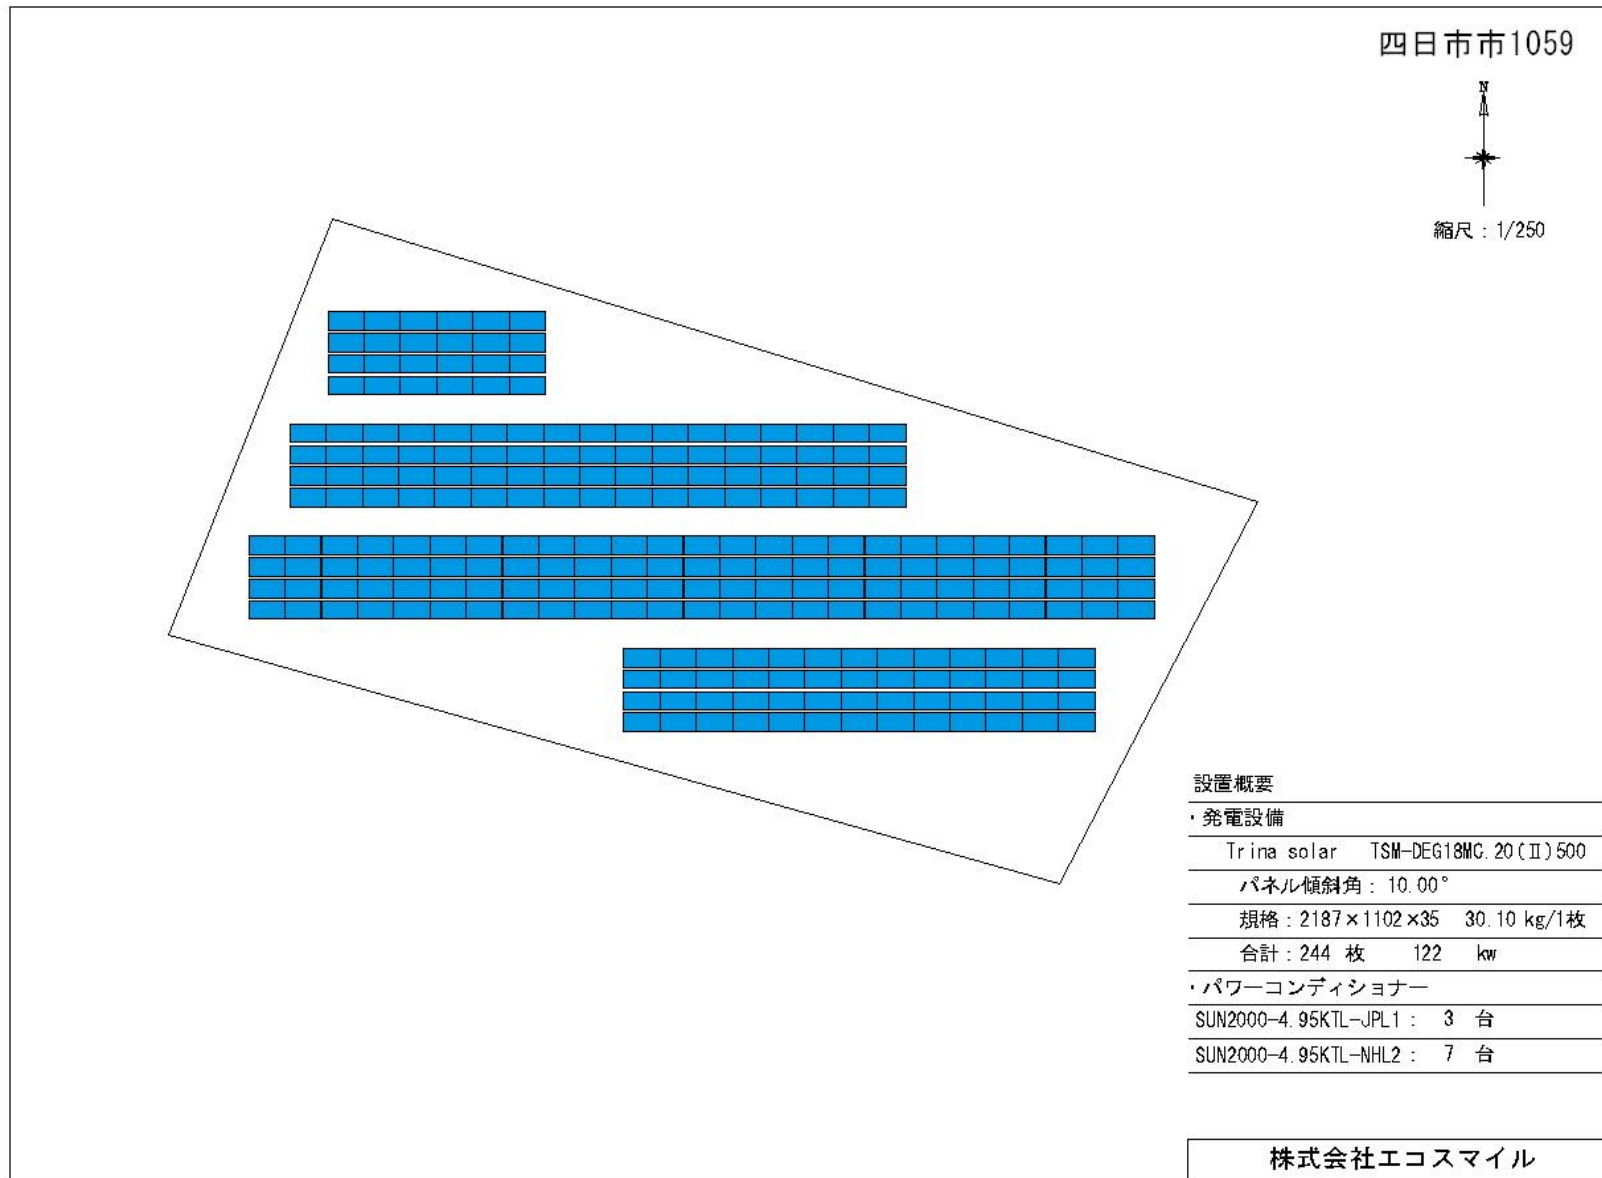 四日市市1059
N
縮尺：1/250
設置概要
・発電設備
Trina solar TSM-DEG18MC.20(Ⅱ)500
パネル傾斜角：10.00°
規格：2187×1102×35 30.10 kg/1枚
合計：244 枚 122 kw
・パワーコンディショナー
SUN2000-4.95KTL-JPL1： 3 台
SUN2000-4.95KTL-NHL2： 7 台
株式会社エコスマイル